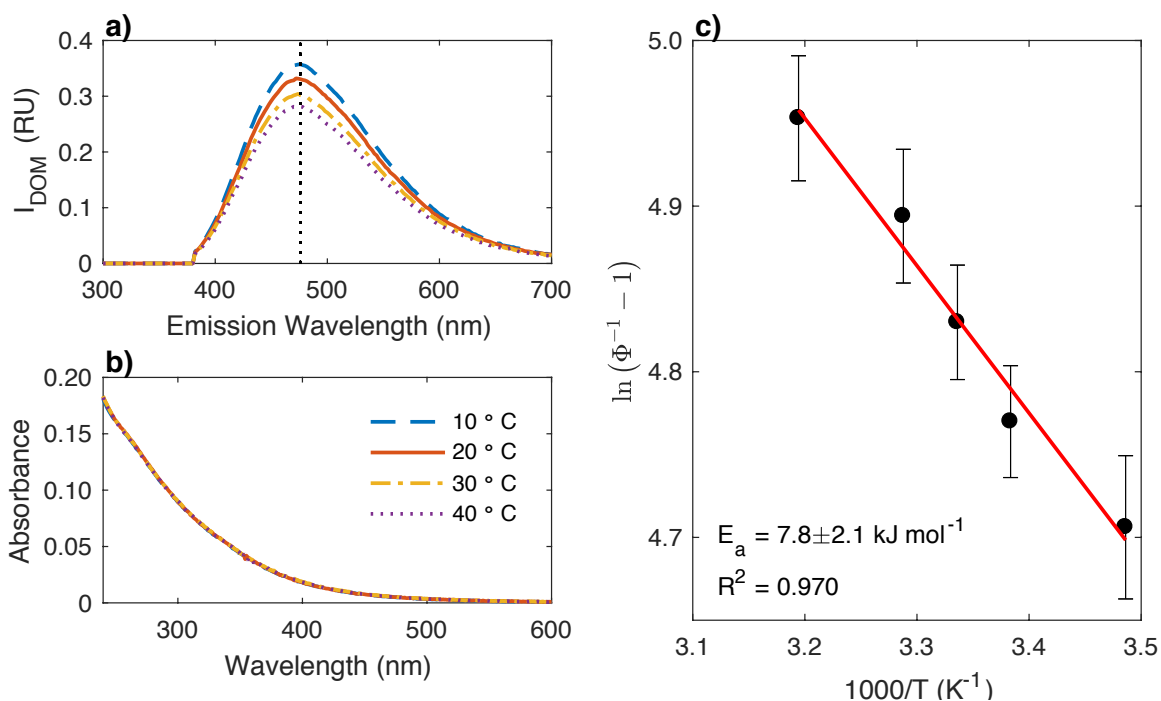 a)
0.4
0.3
0.2
0.1
0
I_DOM (RU)
300 400 500 600 700
Emission Wavelength (nm)
b)
0.20
0.15
0.10
0.05
0
Absorbance
10 ° C
20 ° C
30 ° C
40 ° C
300 400 500 600
Wavelength (nm)
c)
5.0
4.9
4.8
4.7
ln (Φ⁻¹ − 1)
E_a = 7.8±2.1 kJ mol⁻¹
R² = 0.970
3.1 3.2 3.3 3.4 3.5
1000/T (K⁻¹)